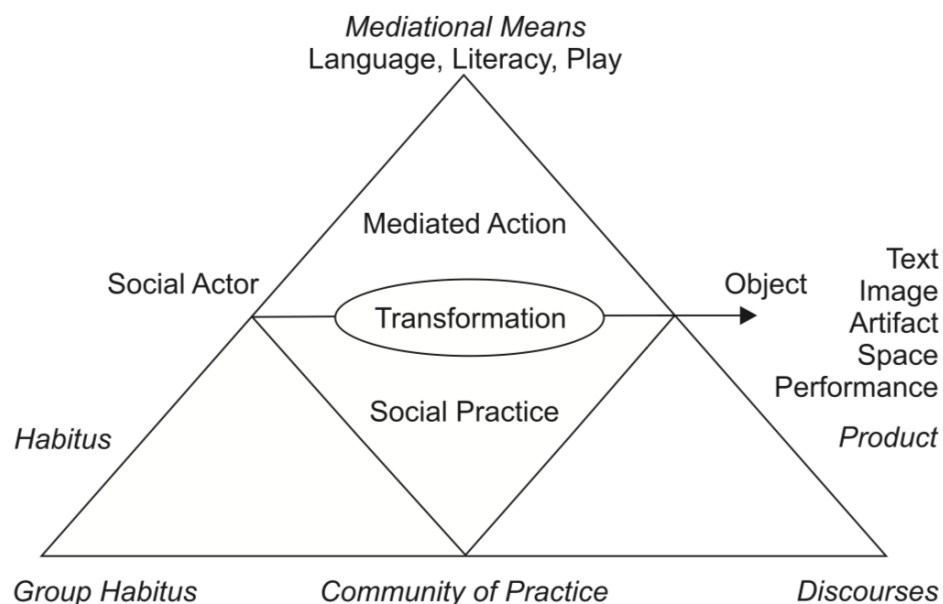 Mediational Means
Language, Literacy, Play
Mediated Action
Social Actor
Transformation
Object
Text
Image
Artifact
Space
Performance
Social Practice
Habitus
Product
Group Habitus
Community of Practice
Discourses